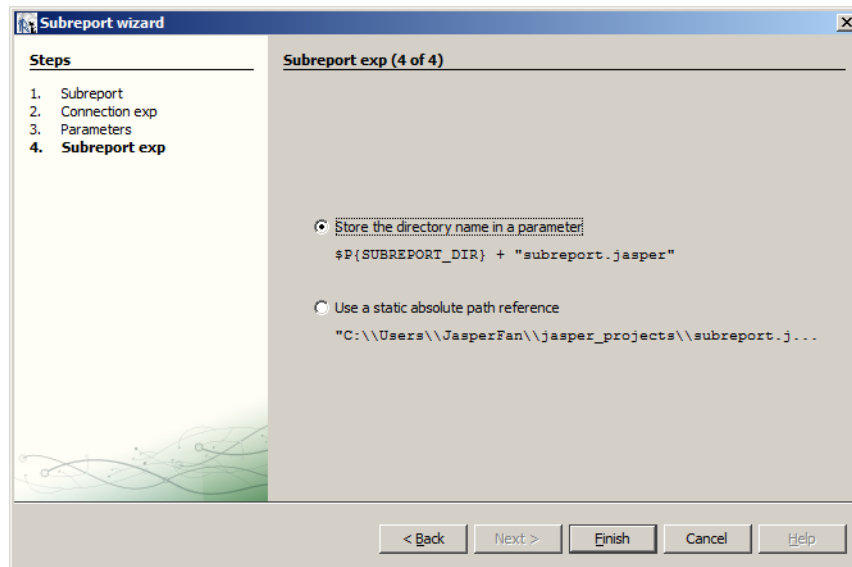 Subreport wizard
Steps
1. Subreport
2. Connection exp
3. Parameters
4. Subreport exp
Subreport exp (4 of 4)
Store the directory name in a parameter
$P{SUBREPORT_DIR} + "subreport.jasper"
Use a static absolute path reference
"C:\\Users\\JasperFan\\jasper_projects\\subreport.j...
< Back Next > Finish Cancel Help